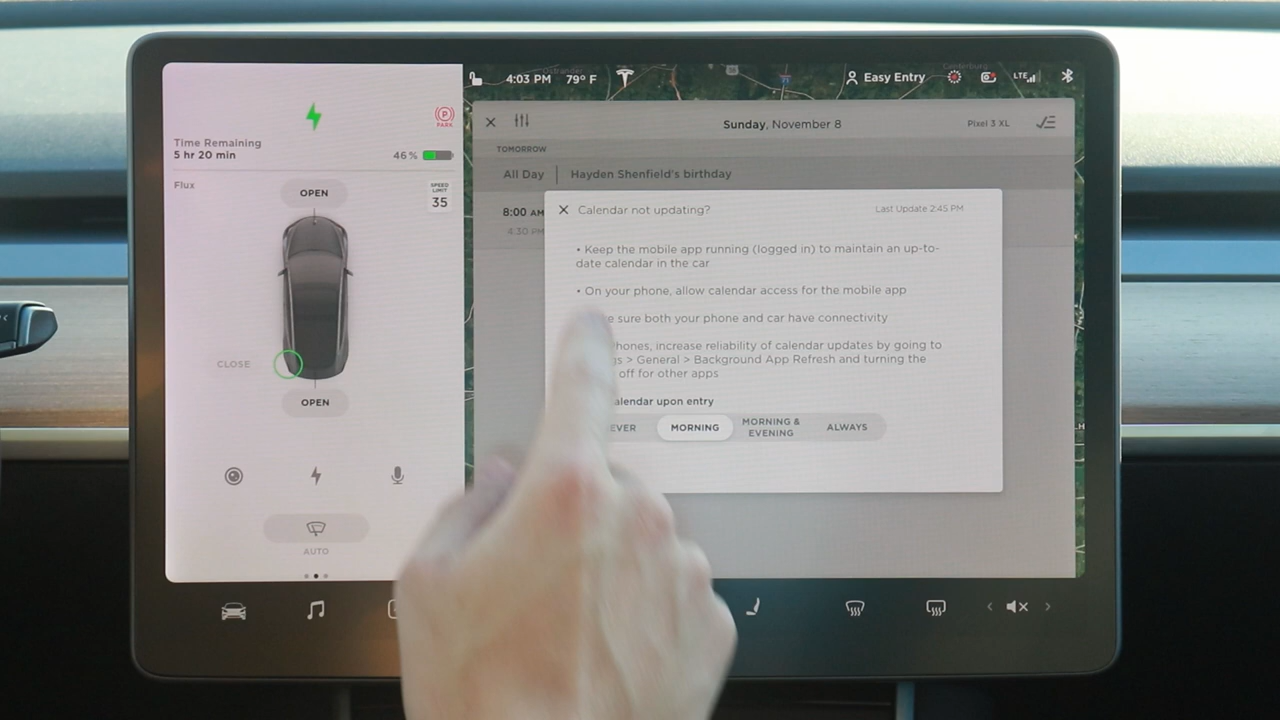 4:03 PM 79° F
Easy Entry
LTE
PARK
Time Remaining
5 hr 20 min
46 %
Flux
SPEED
LIMIT
35
OPEN
CLOSE
OPEN
AUTO
Sunday, November 8
Pixel 3 XL
TOMORROW
All Day
Hayden Shenfield's birthday
8:00 AM
4:30 PM
Calendar not updating?
Last Update 2:45 PM
• Keep the mobile app running (logged in) to maintain an up-to-
date calendar in the car
• On your phone, allow calendar access for the mobile app
sure both your phone and car have connectivity
increase reliability of calendar updates by going to
> General > Background App Refresh and turning the
off for other apps
upon entry
MORNING
MORNING &
EVENING
ALWAYS